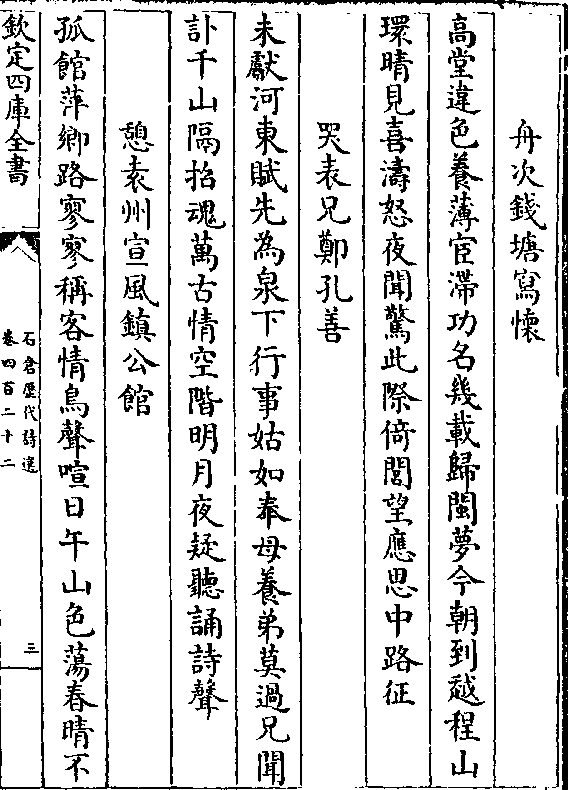 舟次錢塘寫懷
高堂違色養薄宦滯功名幾載歸閩夢今朝到越程山
環晴見喜濤怒夜聞驚此際倚閭望應思中路征
哭表兄鄭孔善
未獻河東賦先為泉下行事姑如奉母養弟莫過兄聞
訃千山隔招魂萬古情空階明月夜疑聽誦詩聲
憩袁州宣風鎮公館
孤館萍鄉路寥寥稱客情鳥聲喧日午山色蕩春晴不
欽定四庫全書
石倉歷代詩選
卷四百二十二
三